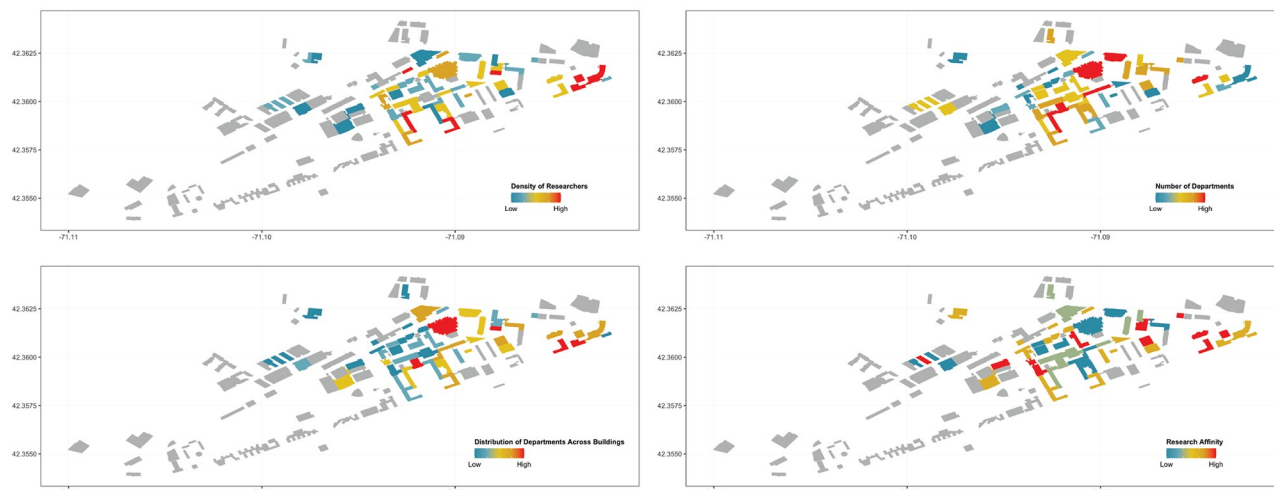 42.3625
42.3600
42.3575
42.3550
Density of Researchers
Low High
-71.11 -71.10 -71.09
42.3625
42.3600
42.3575
42.3550
Number of Departments
Low High
-71.11 -71.10 -71.09
42.3625
42.3600
42.3575
42.3550
Distribution of Departments Across Buildings
Low High
42.3625
42.3600
42.3575
42.3550
Research Affinity
Low High